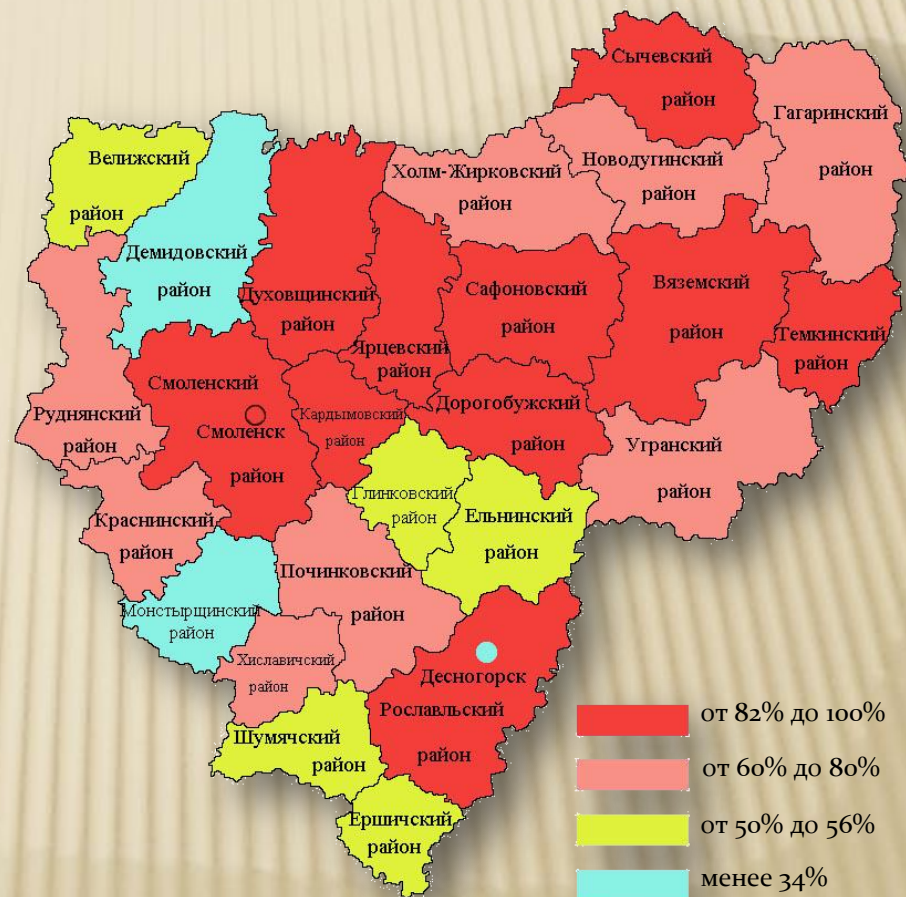 Сычевский
район
Гагаринский
район
Новодугинский
район
Холм-Жирковский
район
Велижский
район
Демидовский
район
Духовщинский
район
Ярцевский
район
Сафоновский
район
Вяземский
район
Темкинский
район
Руднянский
район
Смоленский
Смоленск
район
Кардымовский
район
Дорогобужский
район
Угранский
район
Глинковский
район
Ельнинский
район
Краснинский
район
Монстырщинский
район
Починковский
район
Хиславичский
район
Десногорск
Рославльский
район
Шумячский
район
Ершичский
район
от 82% до 100%
от 60% до 80%
от 50% до 56%
менее 34%